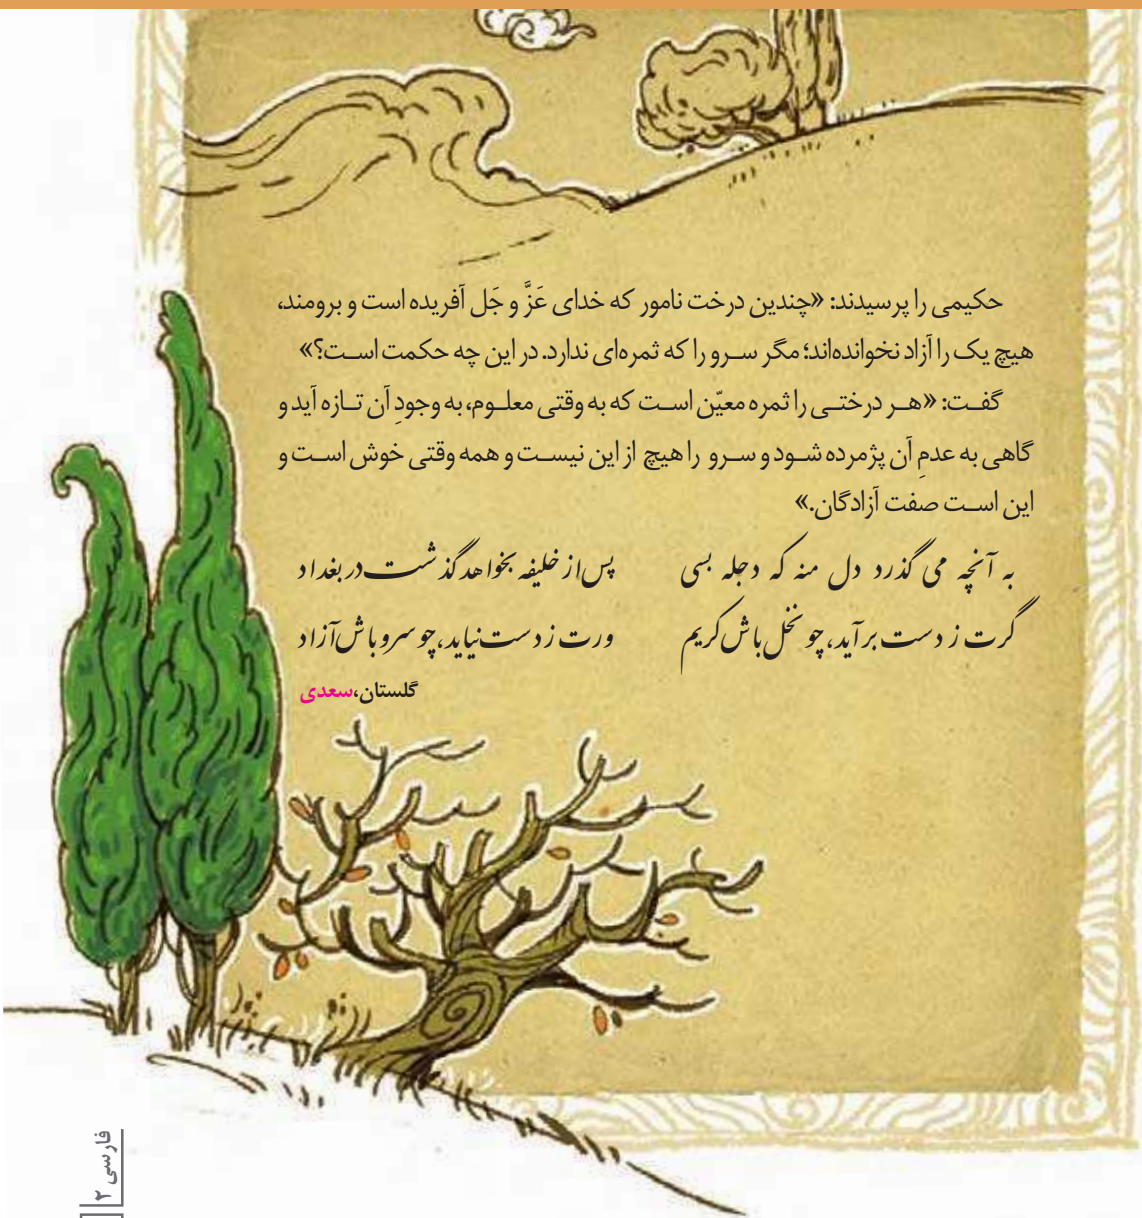 حکیمی را پرسیدند: «چندین درخت نامور که خدای عَزَّ و جَل آفریده است و برومند،
هیچ یک را آزاد نخوانده‌اند؛ مگر سرو را که ثمره‌ای ندارد. در این چه حکمت است؟»
گفت: «هر درختی را ثمره معیّن است که به وقتی معلوم، به وجودِ آن تازه آید و
گاهی به عدمِ آن پژمرده شود و سرو را هیچ از این نیست و همه وقتی خوش است و
این است صفت آزادگان.»
به آنچه می گذرد دل منه که دجله بسی پس از خلیفه بخواهد گذشت در بغداد
گرت ز دست برآید، چو نخل باش کریم ورت ز دست نیاید، چو سرو باش آزاد
گلستان، سعدی
فارسی ۲